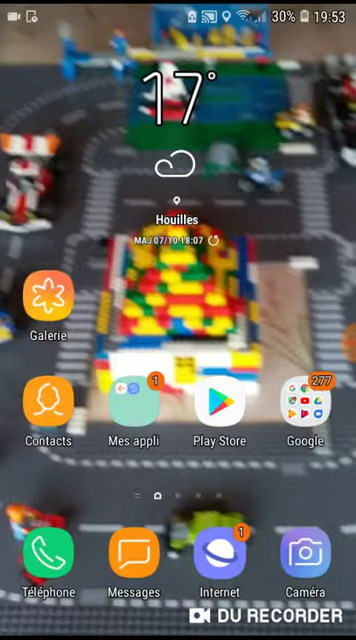 30% 19:53
17°
Houilles
MAJ 07/10 18:07
Galerie
1
277
Contacts
Mes appli
Play Store
Google
1
Téléphone
Messages
Internet
Caméra
DU RECORDER